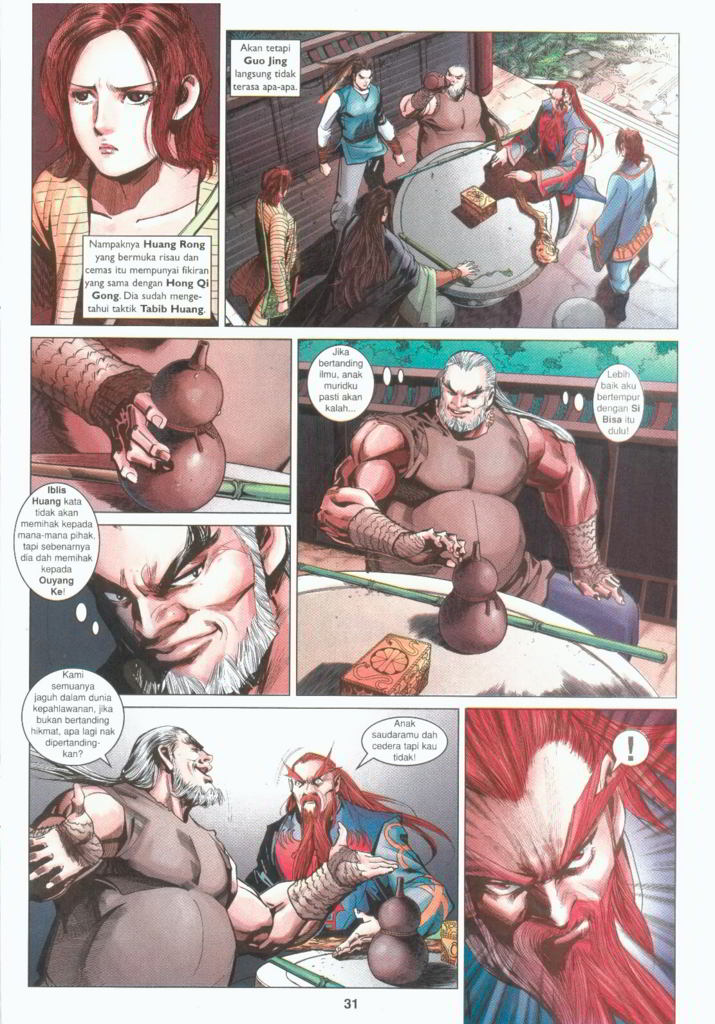 Nampaknya Huang Rong
yang bermuka risau dan
cemas itu mempunyai fikiran
yang sama dengan Hong Qi
Gong. Dia sudah menge-
tahui taktik Tabib Huang.
Akan tetapi
Guo Jing
langsung tidak
terasa apa-apa.
Iblis
Huang kata
tidak akan
memihak kepada
mana-mana pihak,
tapi sebenarnya
dia dah memihak
kepada
Ouyang
Ke!
Jika
bertanding
ilmu, anak
muridku
pasti akan
kalah...
Lebih
baik aku
bertempur
dengan Si
Bisa itu
dulu!
Kami
semuanya
jaguh dalam dunia
kepahlawanan, jika
bukan bertanding
hikmat, apa lagi nak
dipertanding-
kan?
Anak
saudaramu dah
cedera tapi kau
tidak!
!
31